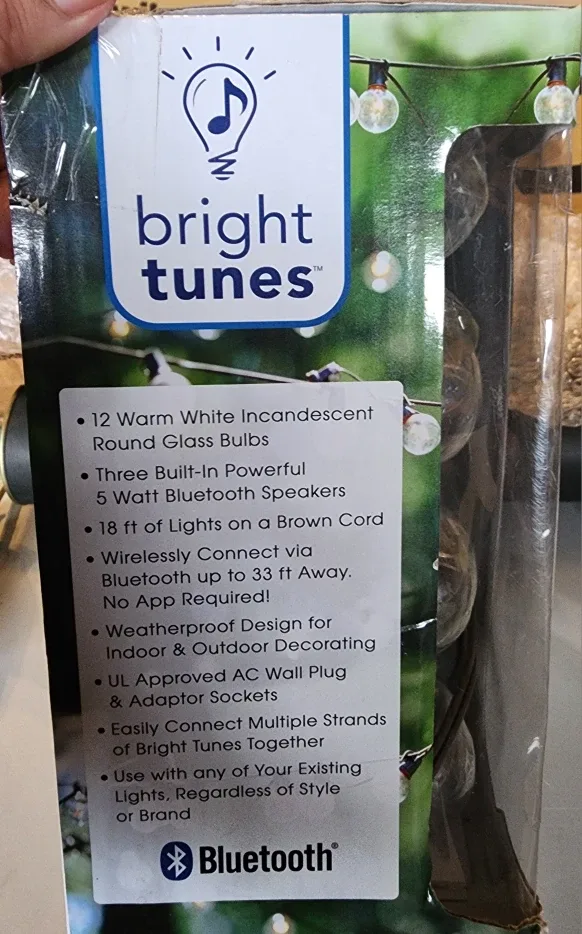 bright
tunes™
• 12 Warm White Incandescent
Round Glass Bulbs
• Three Built-In Powerful
5 Watt Bluetooth Speakers
• 18 ft of Lights on a Brown Cord
• Wirelessly Connect via
Bluetooth up to 33 ft Away.
No App Required!
• Weatherproof Design for
Indoor & Outdoor Decorating
• UL Approved AC Wall Plug
& Adaptor Sockets
• Easily Connect Multiple Strands
of Bright Tunes Together
• Use with any of Your Existing
Lights, Regardless of Style
or Brand
Bluetooth®